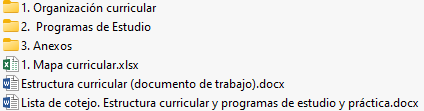 1. Organización curricular
2.  Programas de Estudio
3. Anexos
1. Mapa curricular.xlsx
Estructura curricular (documento de trabajo).docx
Lista de cotejo. Estructura curricular y programas de estudio y práctica.docx